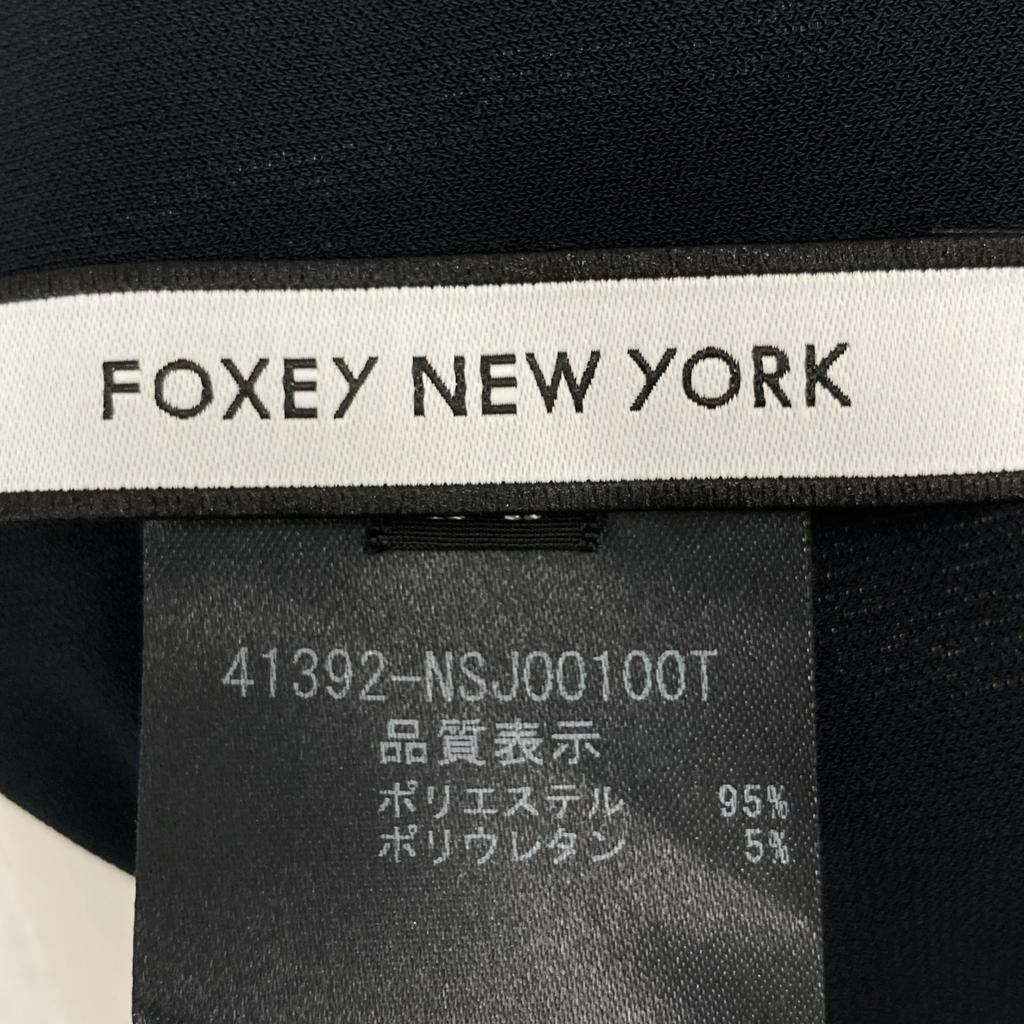 FOXEY NEW YORK
41392-NSJ00100T
品質表示
ポリエステル 95%
ポリウレタン 5%